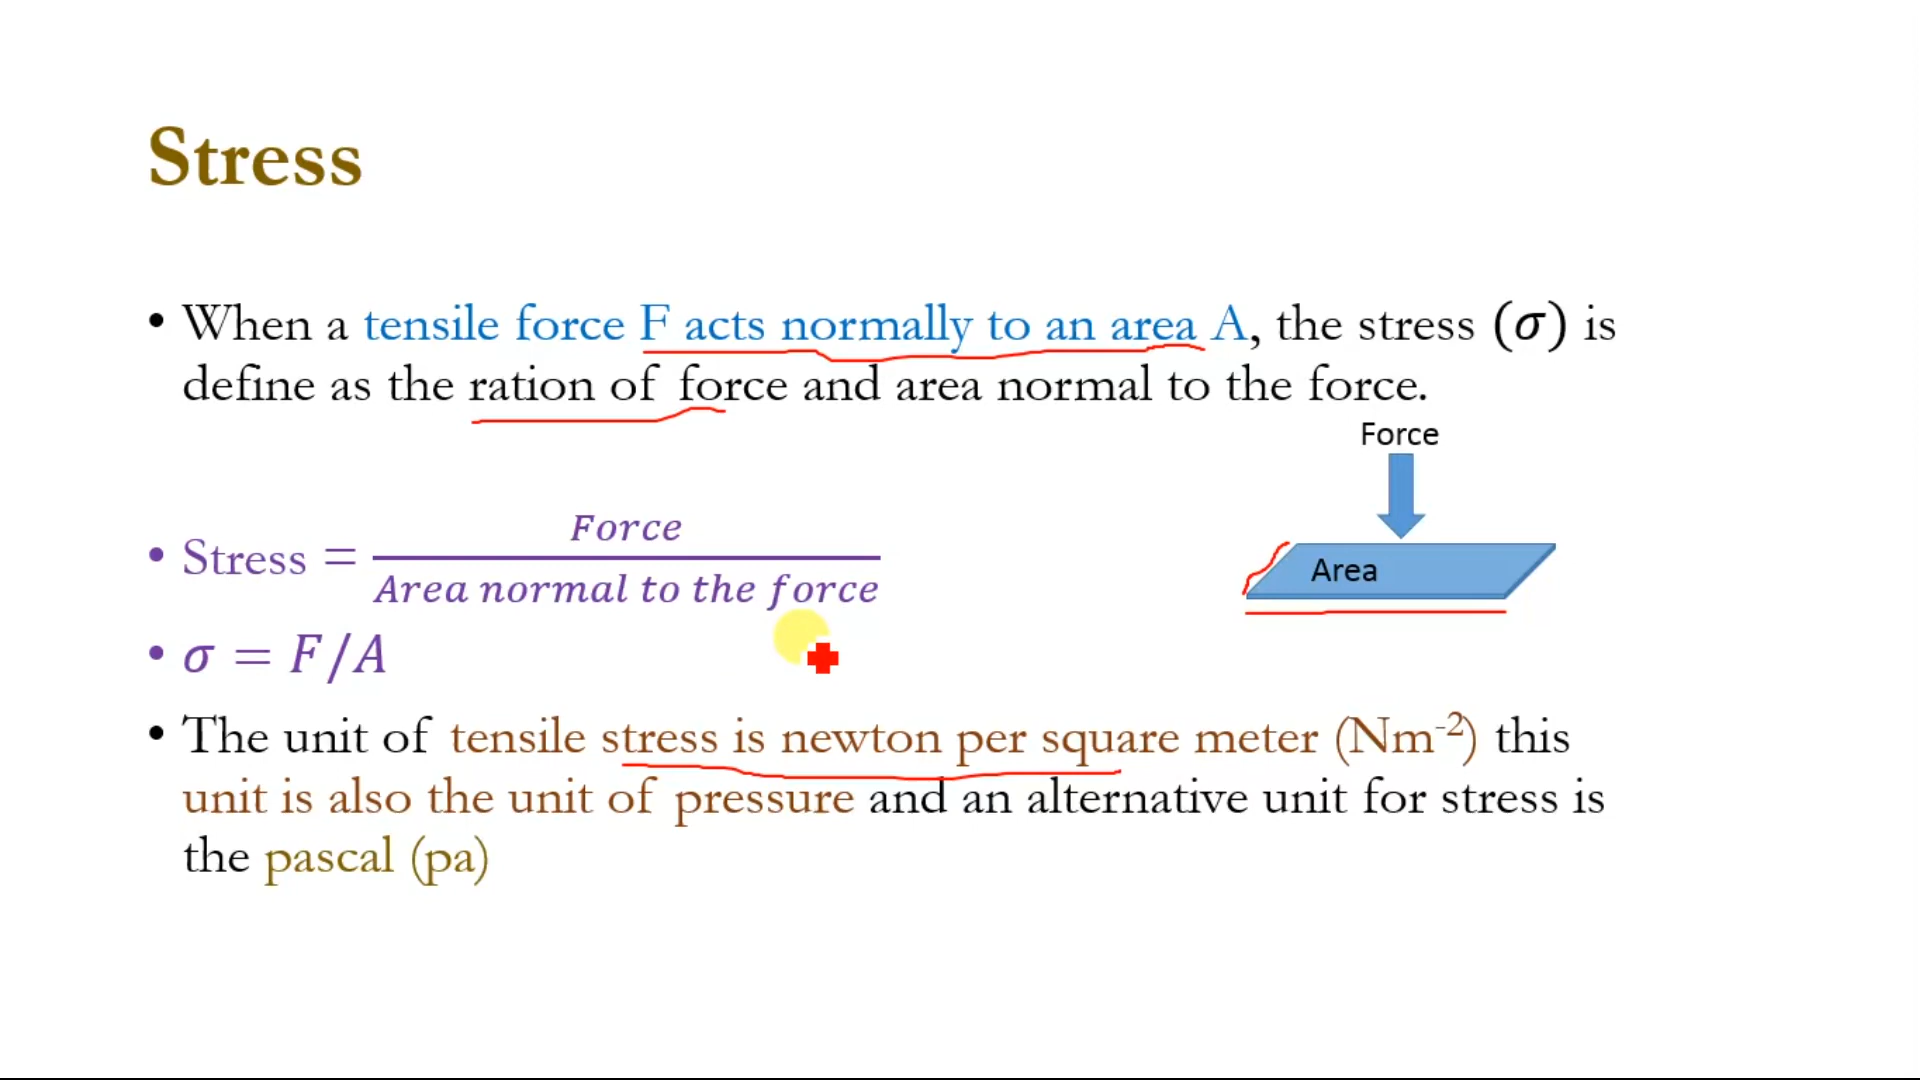 Stress
• When a tensile force F acts normally to an area A, the stress (σ) is
define as the ration of force and area normal to the force.
Force
Area
• Stress = Force / Area normal to the force
• σ = F/A
• The unit of tensile stress is newton per square meter (Nm⁻²) this
unit is also the unit of pressure and an alternative unit for stress is
the pascal (pa)